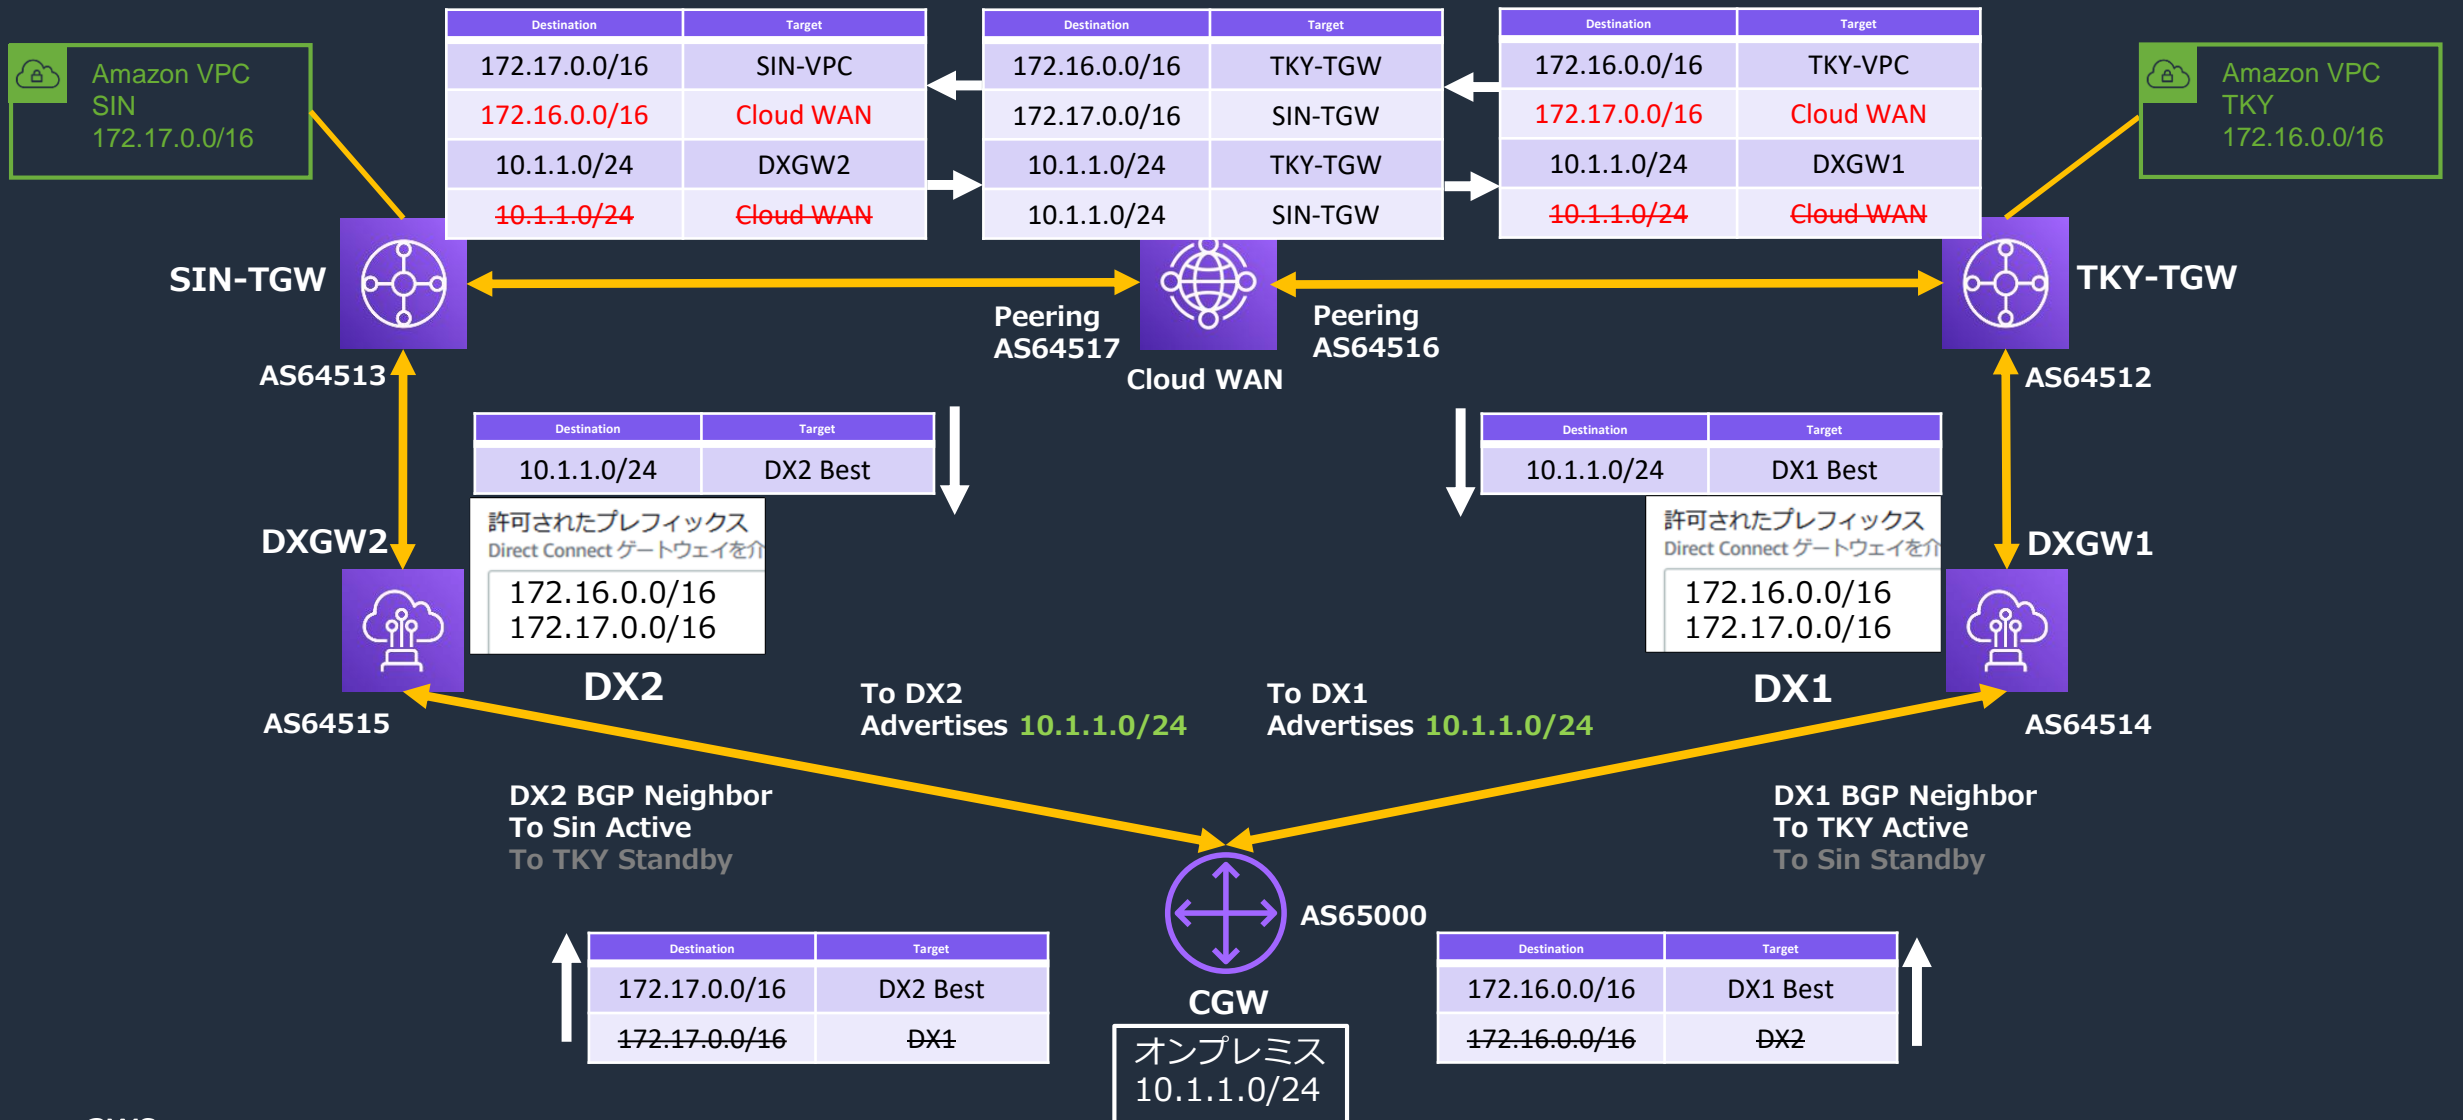 Destination Target
172.17.0.0/16 SIN-VPC
172.16.0.0/16 Cloud WAN
10.1.1.0/24 DXGW2
10.1.1.0/24 Cloud WAN
Destination Target
172.16.0.0/16 TKY-TGW
172.17.0.0/16 SIN-TGW
10.1.1.0/24 TKY-TGW
10.1.1.0/24 SIN-TGW
Destination Target
172.16.0.0/16 TKY-VPC
172.17.0.0/16 Cloud WAN
10.1.1.0/24 DXGW1
10.1.1.0/24 Cloud WAN
Amazon VPC
SIN
172.17.0.0/16
Amazon VPC
TKY
172.16.0.0/16
SIN-TGW
AS64513
Peering
AS64517
Cloud WAN
Peering
AS64516
TKY-TGW
AS64512
Destination Target
10.1.1.0/24 DX2 Best
許可されたプレフィックス
Direct Connect ゲートウェイを介
172.16.0.0/16
172.17.0.0/16
DXGW2
AS64515
DX2
Destination Target
10.1.1.0/24 DX1 Best
許可されたプレフィックス
Direct Connect ゲートウェイを介
172.16.0.0/16
172.17.0.0/16
DXGW1
AS64514
DX1
To DX2
Advertises 10.1.1.0/24
To DX1
Advertises 10.1.1.0/24
DX2 BGP Neighbor
To Sin Active
To TKY Standby
DX1 BGP Neighbor
To TKY Active
To Sin Standby
AS65000
CGW
オンプレミス
10.1.1.0/24
Destination Target
172.17.0.0/16 DX2 Best
172.17.0.0/16 DX1
Destination Target
172.16.0.0/16 DX1 Best
172.16.0.0/16 DX2